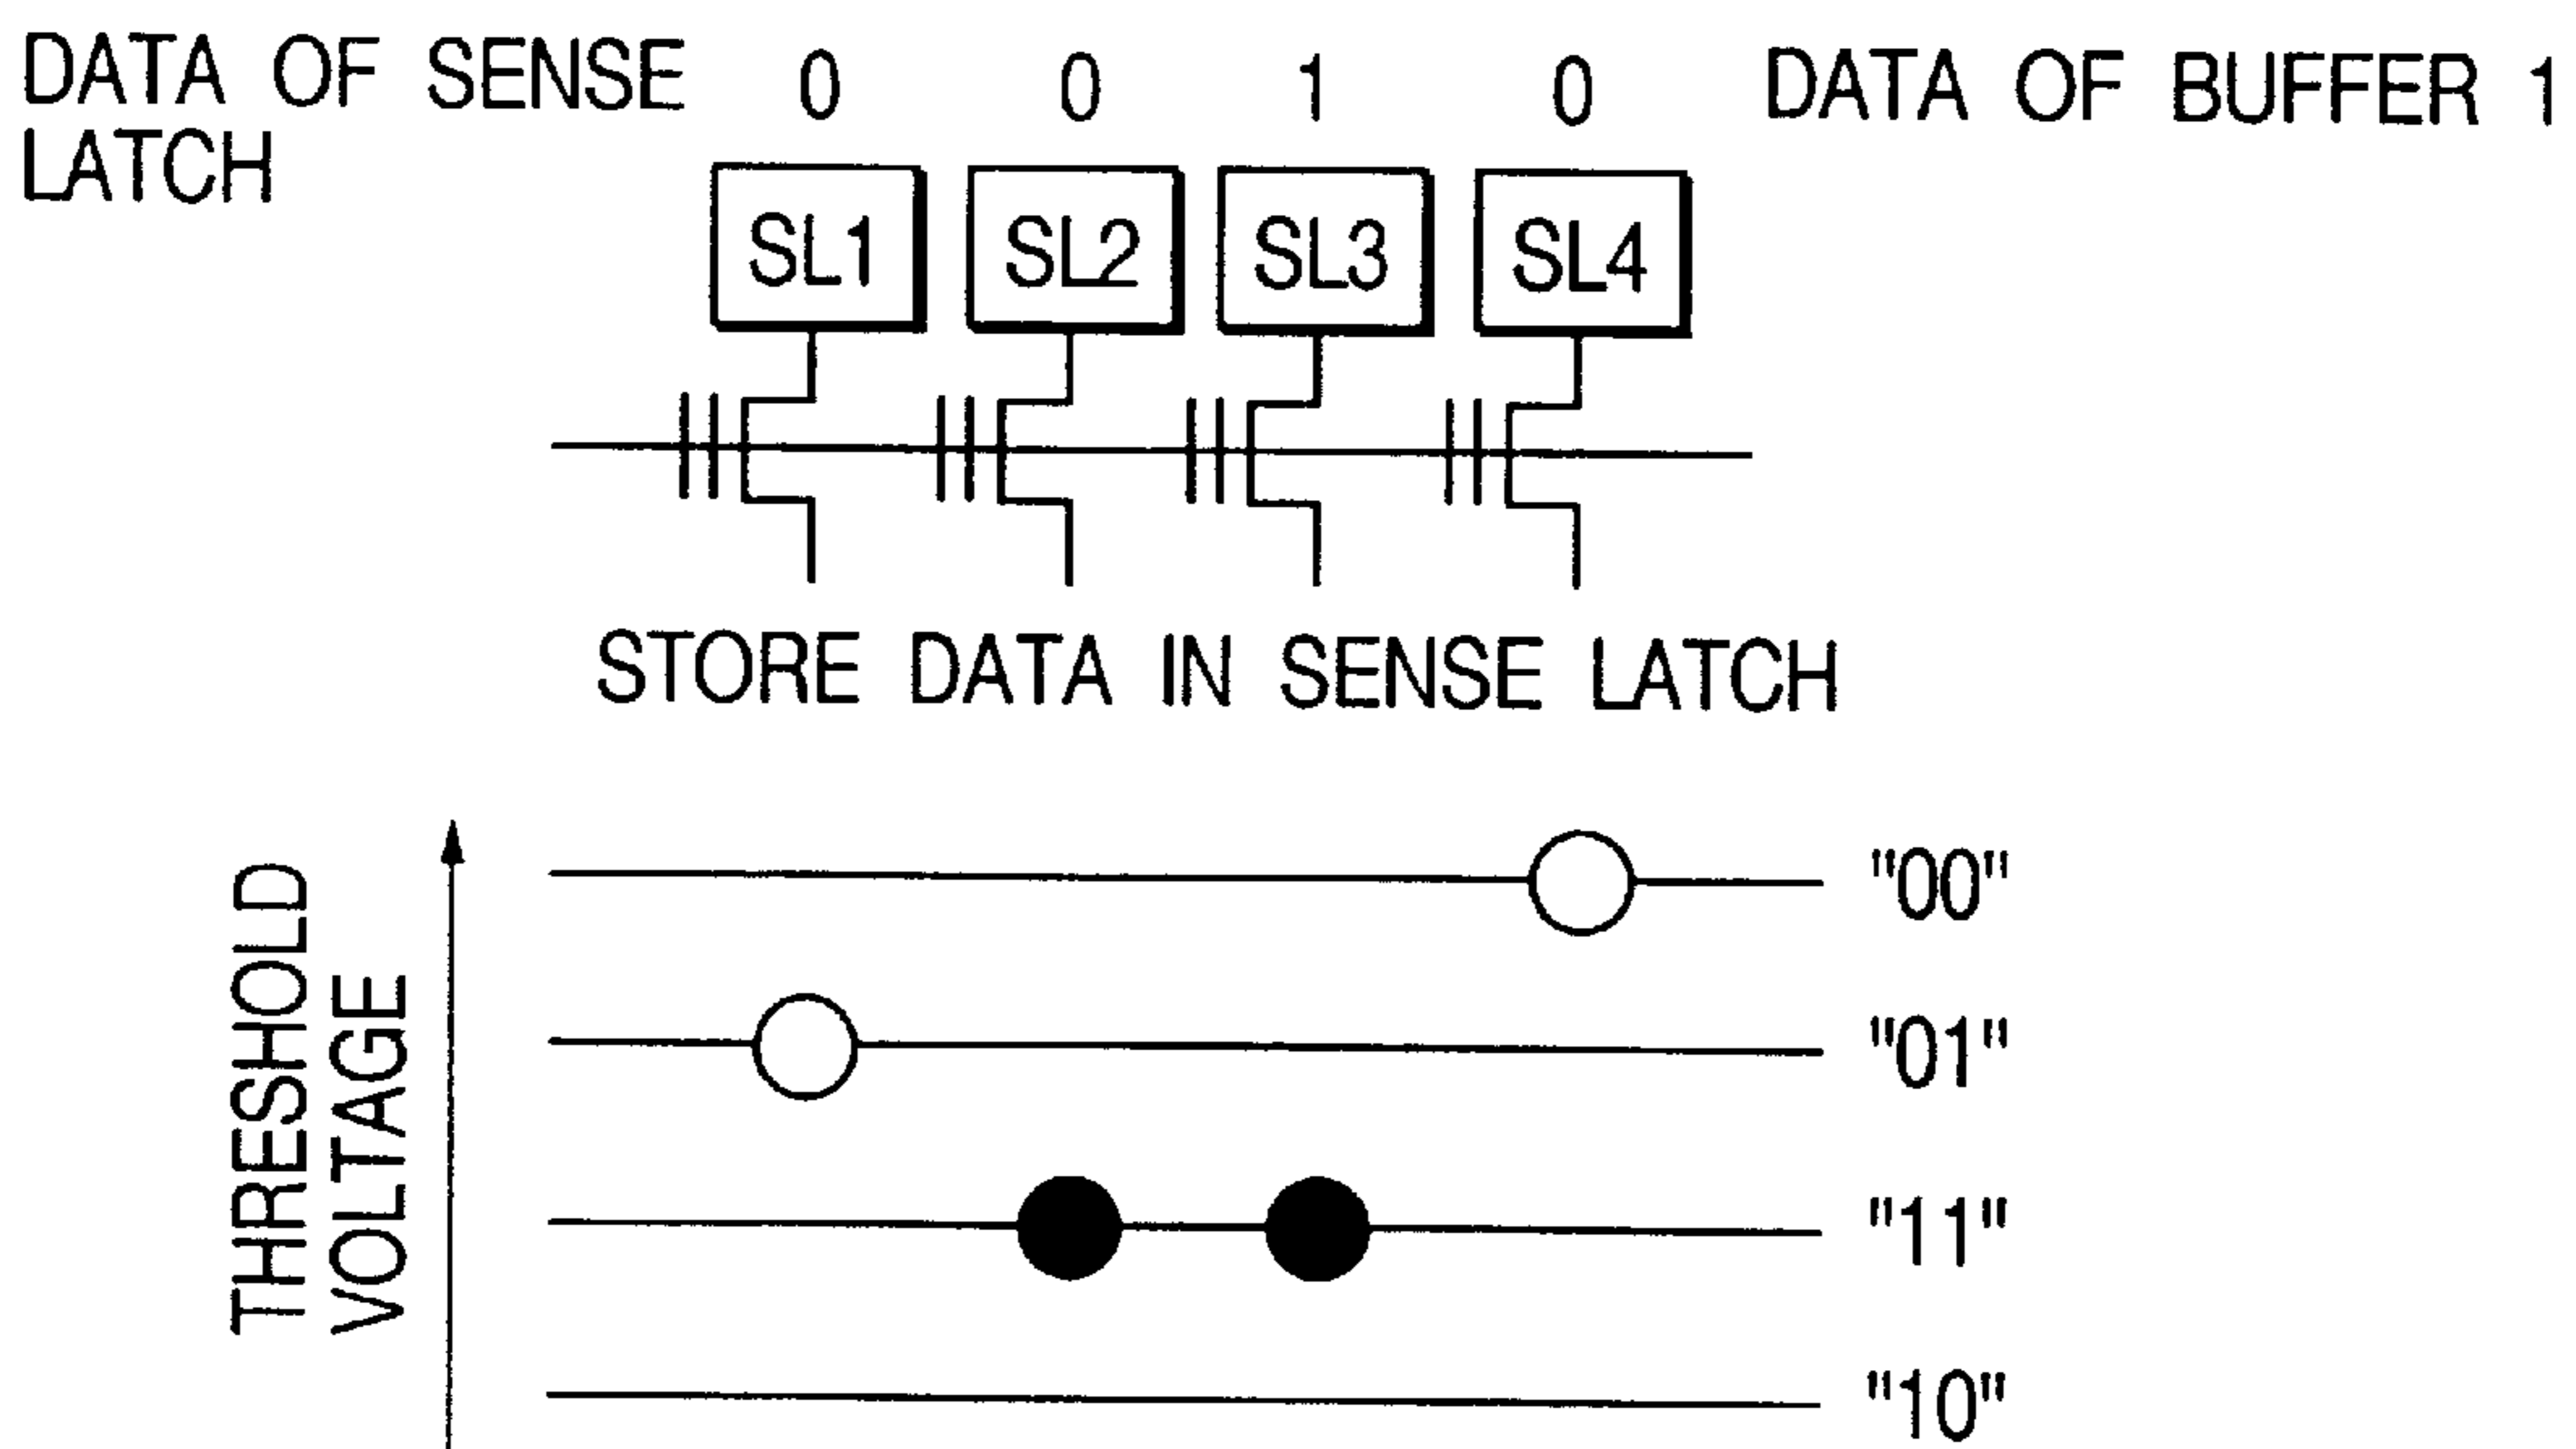 DATA OF SENSE LATCH
0 0 1 0
DATA OF BUFFER 1
SL1 SL2 SL3 SL4
STORE DATA IN SENSE LATCH
THRESHOLD VOLTAGE
"00"
"01"
"11"
"10"